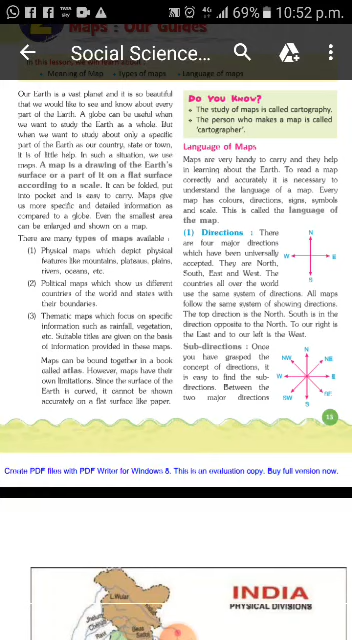 4G
69%
10:52 p.m.
Social Science...
2 Maps : Our Guides
In this lesson, we will learn about:
• Meaning of Map • Types of maps • Language of maps
Our Earth is a vast planet and it is so beautiful
that we would like to see and know about every
part of the Earth. A globe can be useful when
we want to study the Earth as a whole. But
when we want to study about only a specific
part of the Earth as our country, state or town,
it is of little help. In such a situation, we use
maps. A map is a drawing of the Earth's
surface or a part of it on a flat surface
according to a scale. It can be folded, put
into pocket and is easy to carry. Maps give
us more specific and detailed information as
compared to a globe. Even the smallest area
can be enlarged and shown on a map.
There are many types of maps available :
(1) Physical maps which depict physical
features like mountains, plateaus, plains,
rivers, oceans, etc.
(2) Political maps which show us different
countries of the world and states with
their boundaries.
(3) Thematic maps which focus on specific
information such as rainfall, vegetation,
etc. Suitable titles are given on the basis
of information provided in these maps.
Maps can be bound together in a book
called atlas. However, maps have their
own limitations. Since the surface of the
Earth is curved, it cannot be shown
accurately on a flat surface like paper.
Do You Know?
• The study of maps is called cartography.
• The person who makes a map is called
'cartographer'.
Language of Maps
Maps are very handy to carry and they help
in learning about the Earth. To read a map
correctly and accurately, it is necessary to
understand the language of a map. Every
map has colours, directions, signs, symbols
and scale. This is called the language of
the map.
(1) Directions : There
are four major directions
which have been universally
accepted. They are North,
South, East and West. The
countries all over the world
use the same system of directions. All maps
follow the same system of showing directions.
The top direction is the North. South is in the
direction opposite to the North. To our right is
the East and to our left is the West.
N
W E
S
Sub-directions : Once
you have grasped the
concept of directions, it
is easy to find the sub-
directions. Between the
two major directions
N
NW NE
W E
SW SE
S
13
Create PDF files with PDF Writer for Windows 8. This is an evaluation copy. Buy full version now.
INDIA
PHYSICAL DIVISIONS